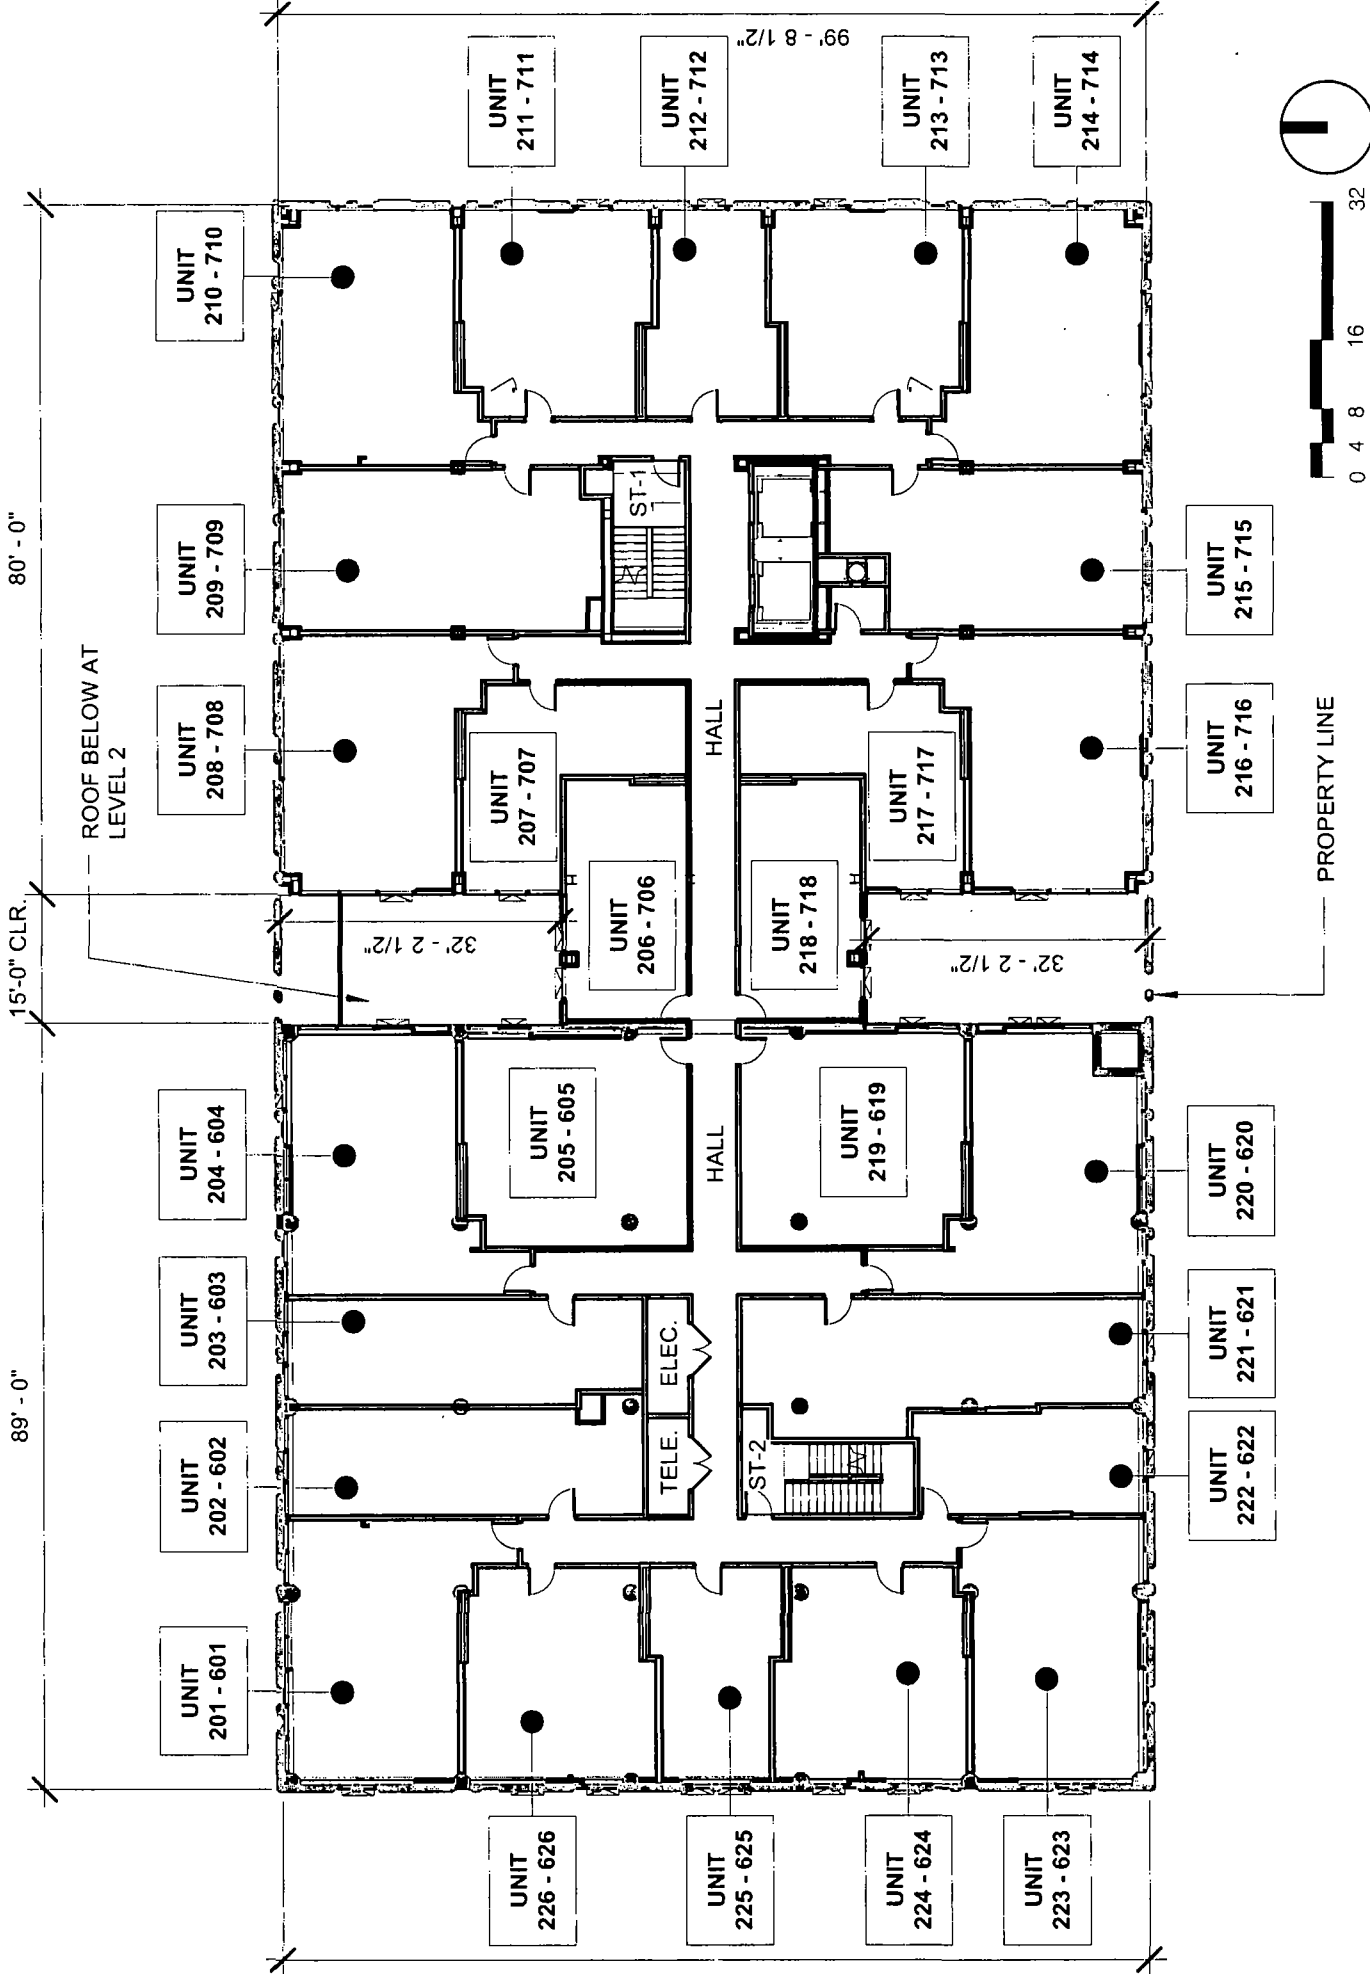 89' - 0"
15'-0" CLR.
80' - 0"
ROOF BELOW AT
LEVEL 2
UNIT
201 - 601
UNIT
202 - 602
UNIT
203 - 603
UNIT
204 - 604
UNIT
208 - 708
UNIT
209 - 709
UNIT
210 - 710
UNIT
205 - 605
UNIT
206 - 706
UNIT
207 - 707
32' - 2 1/2"
ST-1
UNIT
211 - 711
UNIT
212 - 712
UNIT
213 - 713
UNIT
214 - 714
99' - 8 1/2"
TELE.
ELEC.
HALL
HALL
ST-2
UNIT
219 - 619
UNIT
218 - 718
UNIT
217 - 717
32' - 2 1/2"
UNIT
226 - 626
UNIT
225 - 625
UNIT
224 - 624
UNIT
223 - 623
UNIT
222 - 622
UNIT
221 - 621
UNIT
220 - 620
UNIT
216 - 716
UNIT
215 - 715
PROPERTY LINE
0 4 8 16 32